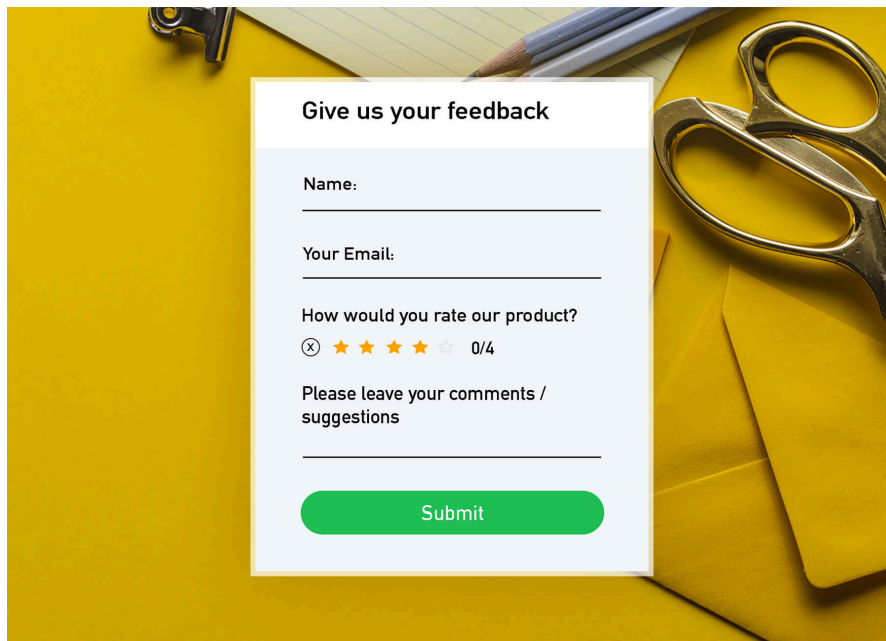 Give us your feedback
Name:
Your Email:
How would you rate our product?
x 0/4
Please leave your comments /
suggestions
Submit